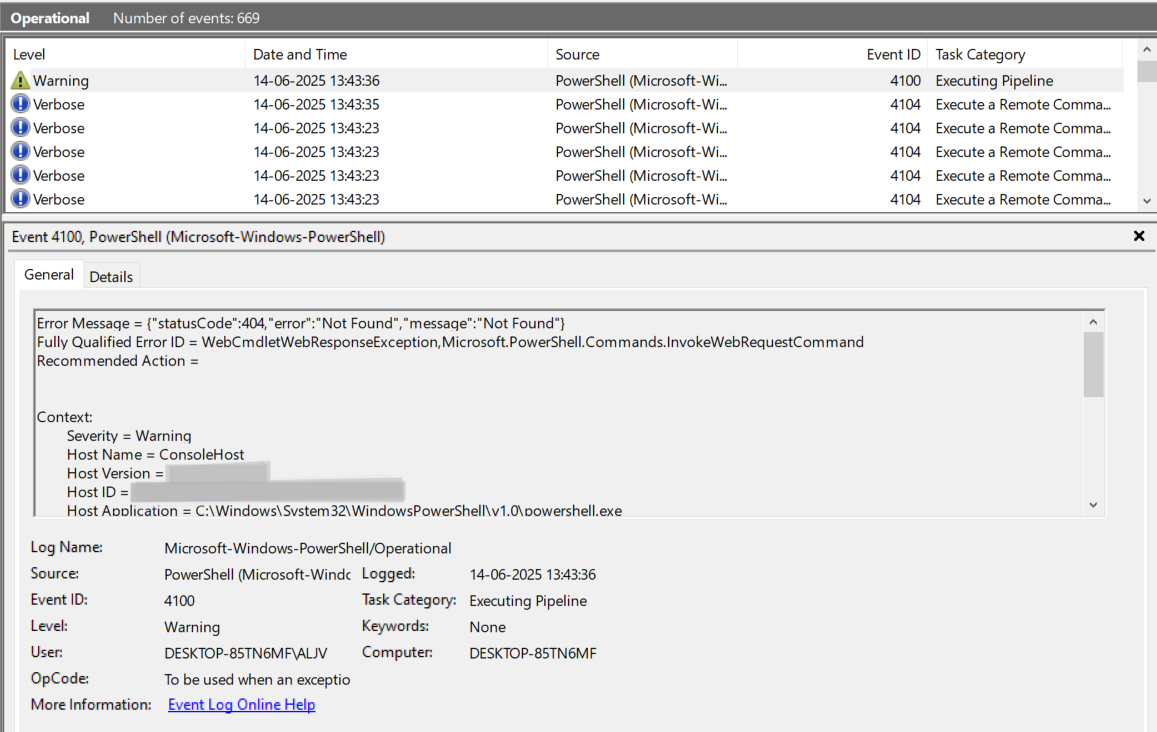 Operational Number of events: 669
Level Date and Time Source Event ID Task Category
Warning 14-06-2025 13:43:36 PowerShell (Microsoft-Wi... 4100 Executing Pipeline
Verbose 14-06-2025 13:43:35 PowerShell (Microsoft-Wi... 4104 Execute a Remote Comma...
Verbose 14-06-2025 13:43:23 PowerShell (Microsoft-Wi... 4104 Execute a Remote Comma...
Verbose 14-06-2025 13:43:23 PowerShell (Microsoft-Wi... 4104 Execute a Remote Comma...
Verbose 14-06-2025 13:43:23 PowerShell (Microsoft-Wi... 4104 Execute a Remote Comma...
Verbose 14-06-2025 13:43:23 PowerShell (Microsoft-Wi... 4104 Execute a Remote Comma...
Event 4100, PowerShell (Microsoft-Windows-PowerShell)
General Details
Error Message = {"statusCode":404,"error":"Not Found","message":"Not Found"}
Fully Qualified Error ID = WebCmdletWebResponseException,Microsoft.PowerShell.Commands.InvokeWebRequestCommand
Recommended Action =
Context:
Severity = Warning
Host Name = ConsoleHost
Host Version =
Host ID =
Host Application = C:\Windows\System32\WindowsPowerShell\v1.0\powershell.exe
Log Name: Microsoft-Windows-PowerShell/Operational
Source: PowerShell (Microsoft-Windc Logged: 14-06-2025 13:43:36
Event ID: 4100 Task Category: Executing Pipeline
Level: Warning Keywords: None
User: DESKTOP-85TN6MF\ALJV Computer: DESKTOP-85TN6MF
OpCode: To be used when an exceptio
More Information: Event Log Online Help